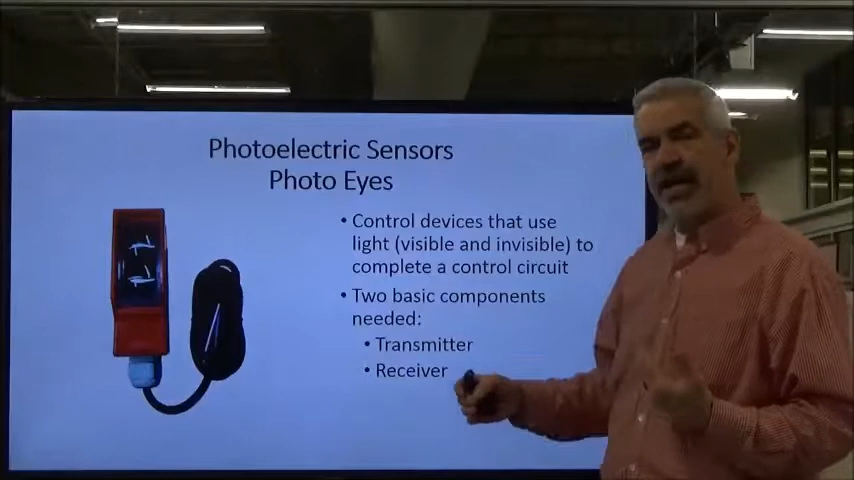 Photoelectric Sensors
Photo Eyes
• Control devices that use
light (visible and invisible) to
complete a control circuit
• Two basic components
needed:
• Transmitter
• Receiver